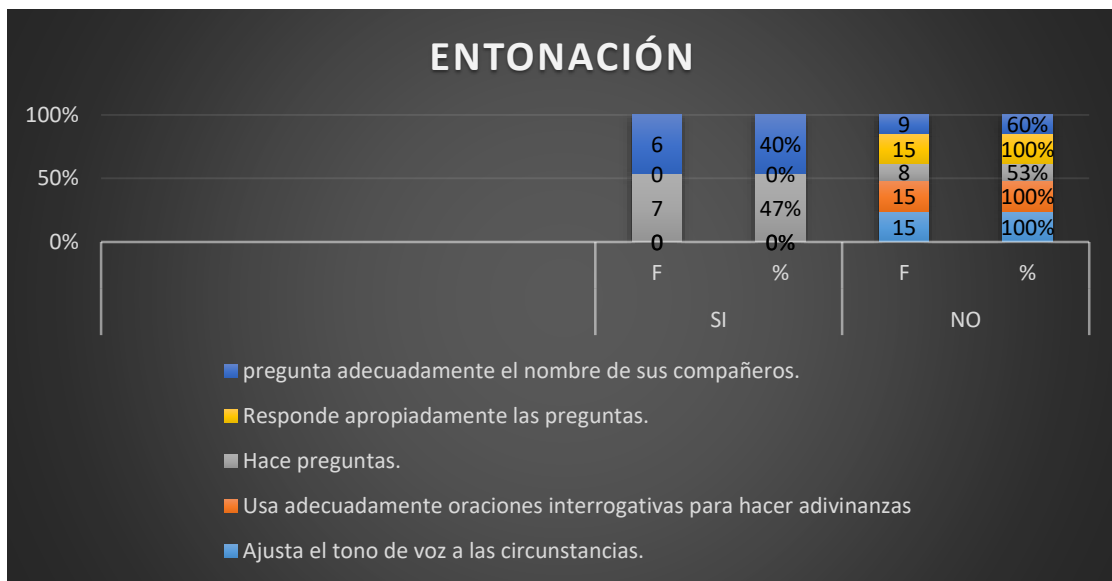 ENTONACIÓN
100%
50%
0%
6
0
7
0
40%
0%
47%
0%
9
15
8
15
15
60%
100%
53%
100%
100%
F
%
F
%
SI
NO
pregunta adecuadamente el nombre de sus compañeros.
Responde apropiadamente las preguntas.
Hace preguntas.
Usa adecuadamente oraciones interrogativas para hacer adivinanzas
Ajusta el tono de voz a las circunstancias.